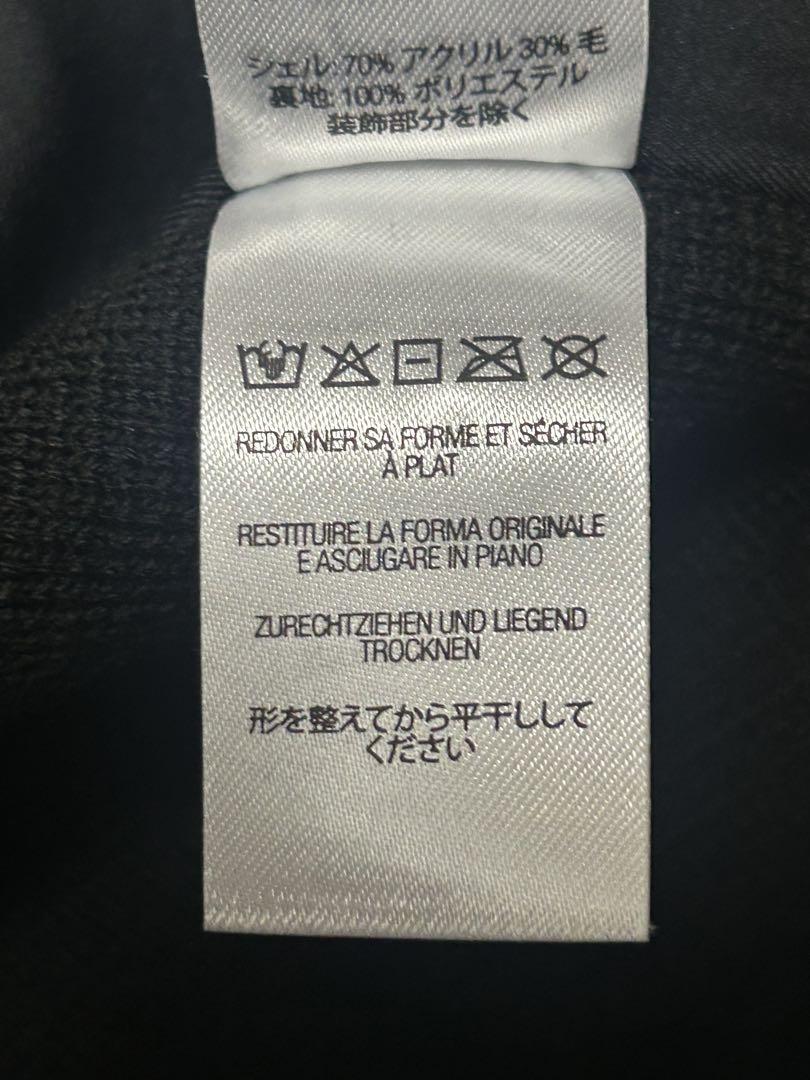 シェル: 70% アクリル 30% 毛
裏地: 100% ポリエステル
装飾部分を除く
REDONNER SA FORME ET SÉCHER
À PLAT
RESTITUIRE LA FORMA ORIGINALE
E ASCIUGARE IN PIANO
ZURECHTZIEHEN UND LIEGEND
TROCKNEN
形を整えてから平干しして
ください